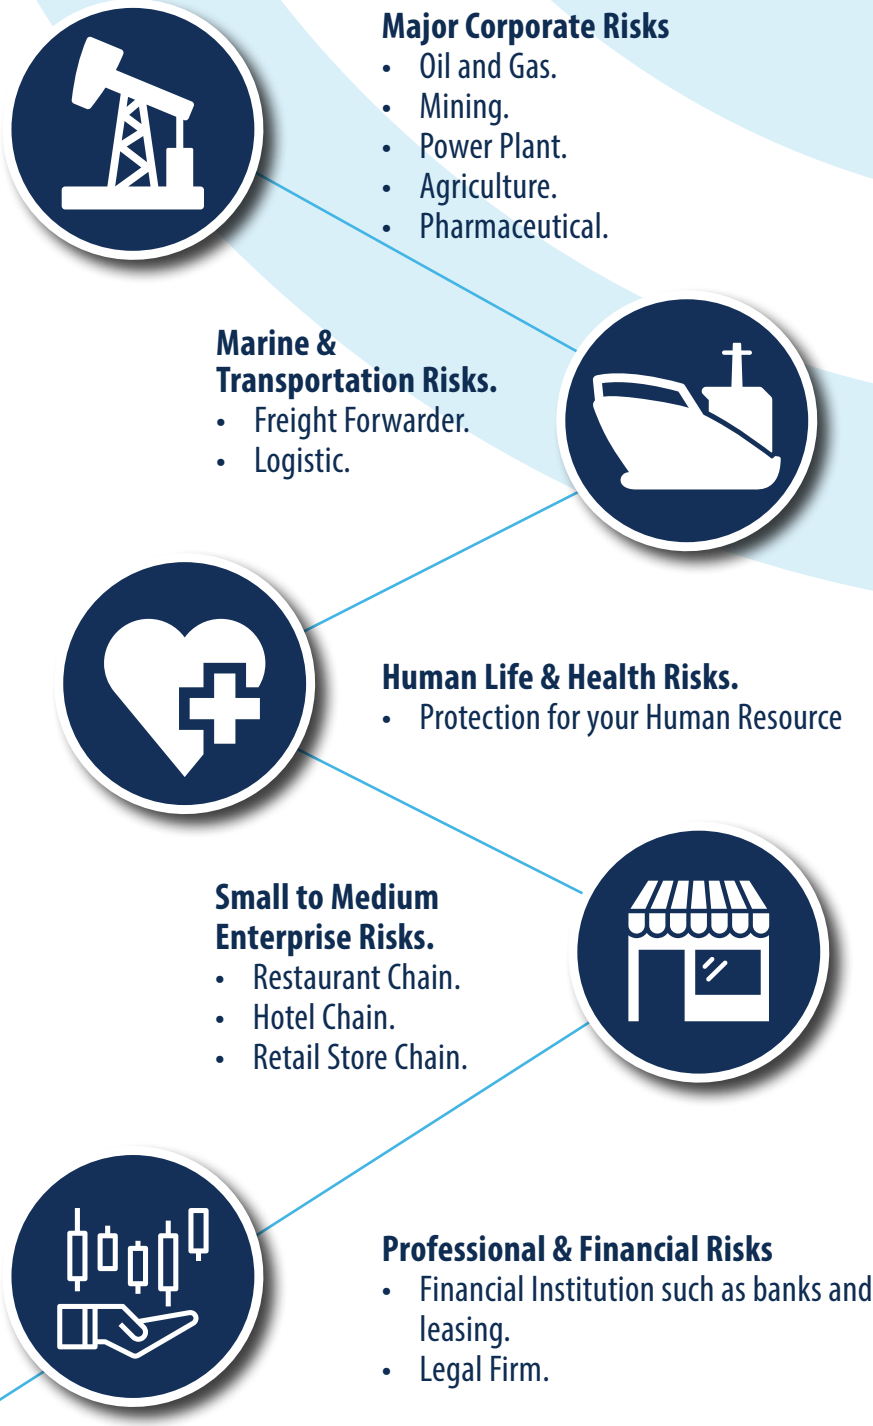 Major Corporate Risks
• Oil and Gas.
• Mining.
• Power Plant.
• Agriculture.
• Pharmaceutical.
Marine &
Transportation Risks.
• Freight Forwarder.
• Logistic.
Human Life & Health Risks.
• Protection for your Human Resource
Small to Medium
Enterprise Risks.
• Restaurant Chain.
• Hotel Chain.
• Retail Store Chain.
Professional & Financial Risks
• Financial Institution such as banks and
leasing.
• Legal Firm.